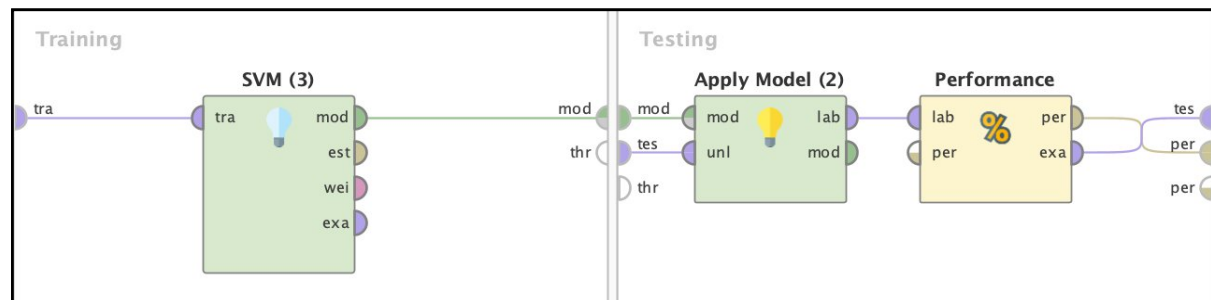 Training
Testing
SVM (3)
Apply Model (2)
Performance
tra
tra
mod
mod
mod
mod
lab
lab
per
tes
est
thr
tes
unl
mod
per
exa
per
wei
thr
per
exa
%